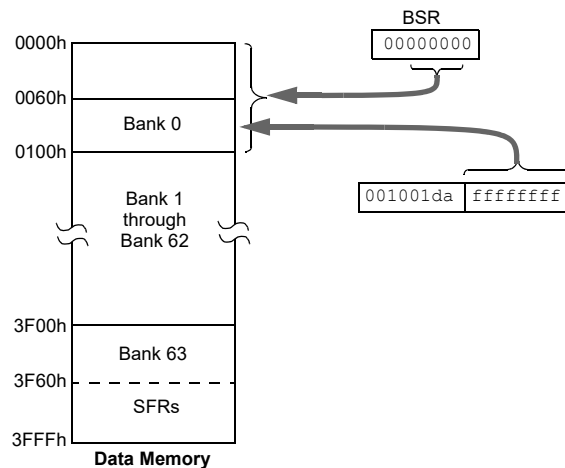 BSR
0000h
00000000
0060h
Bank 0
0100h
001001da ffffffff
Bank 1
through
Bank 62
3F00h
Bank 63
3F60h
SFRs
3FFFh
Data Memory